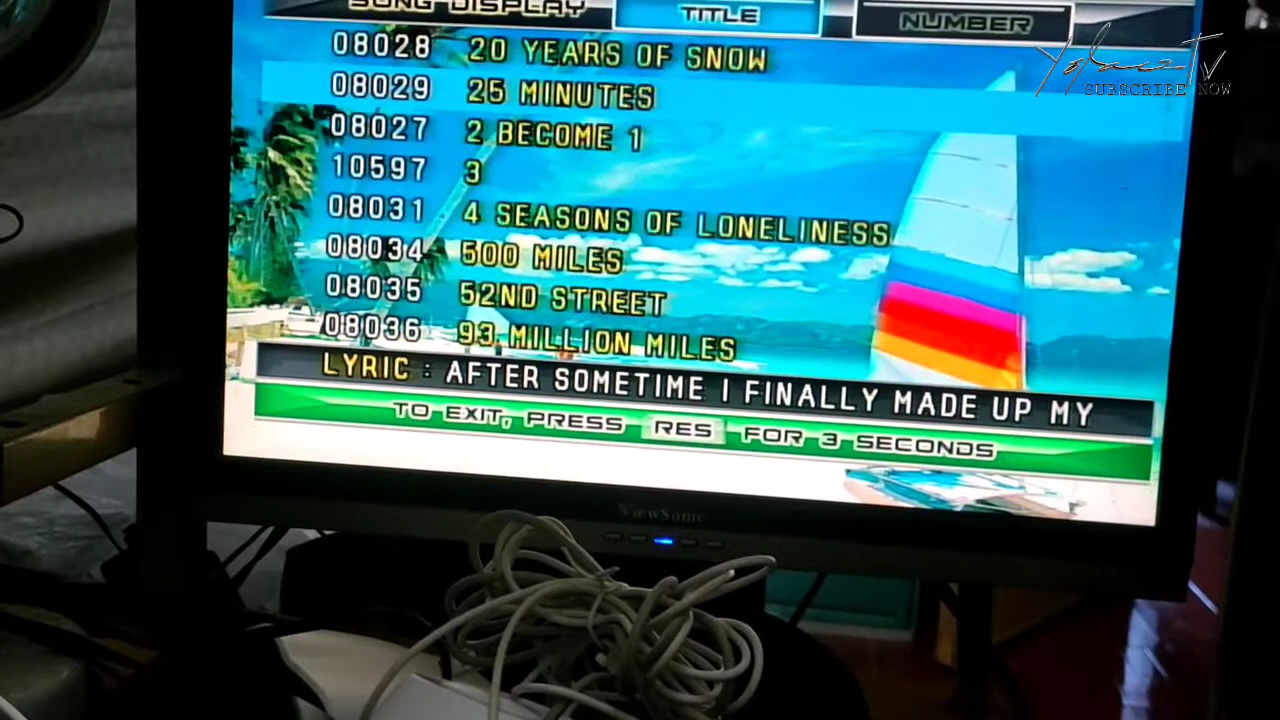 SONG DISPLAY TITLE NUMBER
08028 20 YEARS OF SNOW
08029 25 MINUTES
08027 2 BECOME 1
10597 3
08031 4 SEASONS OF LONELINESS
08034 500 MILES
08035 52ND STREET
08036 93 MILLION MILES
LYRIC : AFTER SOMETIME I FINALLY MADE UP MY
TO EXIT, PRESS RES FOR 3 SECONDS
ViewSonic
SUBSCRIBE NOW